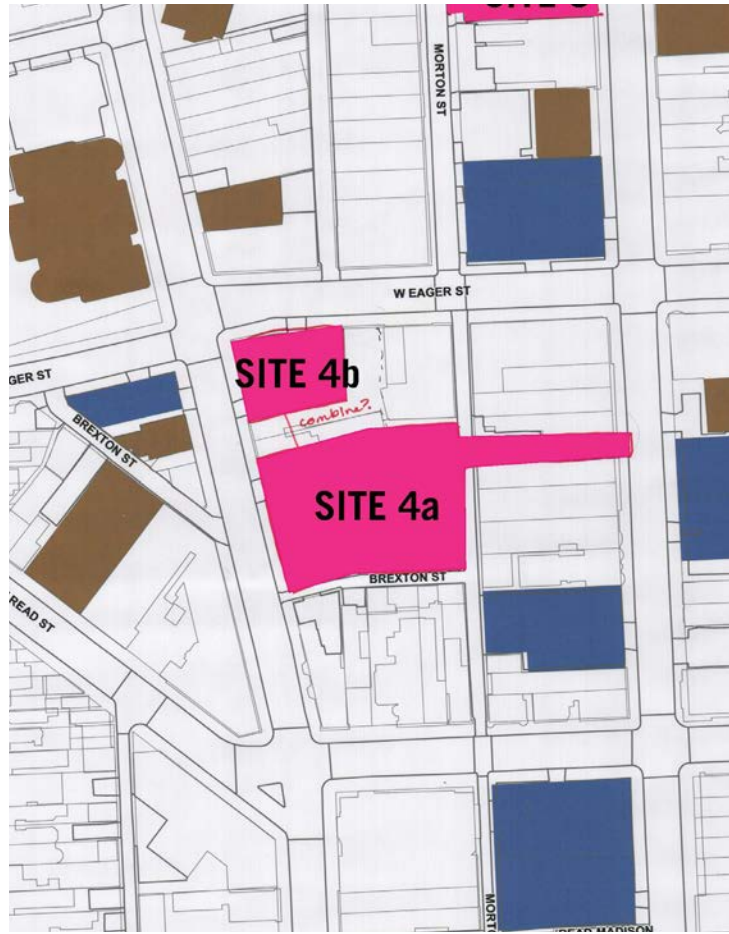 MORTON ST
W EAGER ST
SITE 4b
GER ST
combine?
BREXTON ST
SITE 4a
BREXTON ST
READ ST
MORTO
READ MADISON